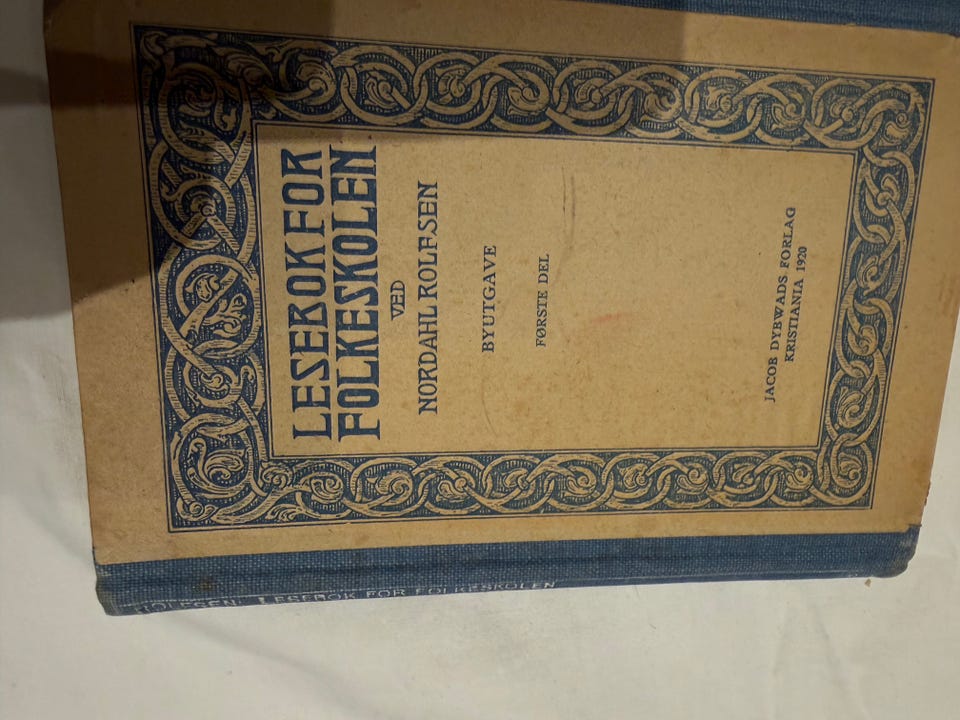 LESEBOK FOR
FOLKESKOLEN
VED
NORDAHL ROLFSEN
BYUTGAVE
FØRSTE DEL
JACOB DYBWADS FORLAG
KRISTIANIA 1920
ROLFSEN: LESEBOK FOR FOLKESKOLEN